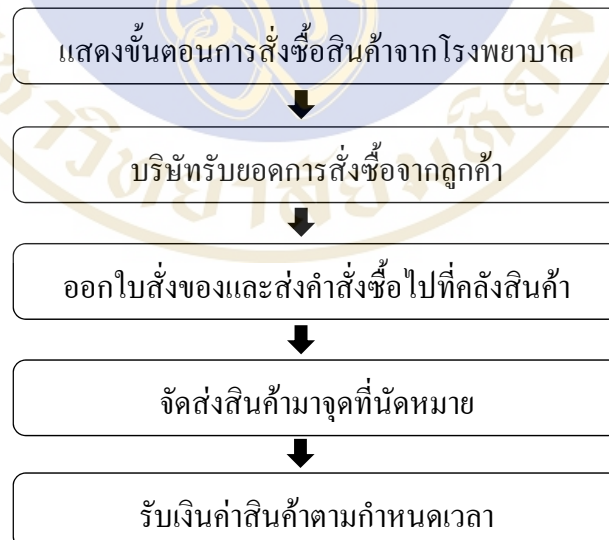 แสดงขั้นตอนการสั่งซื้อสินค้าจากโรงพยาบาล
บริษัทรับยอดการสั่งซื้อจากลูกค้า
ออกใบสั่งของและส่งคำสั่งซื้อไปที่คลังสินค้า
จัดส่งสินค้ามาจุดที่นัดหมาย
รับเงินค่าสินค้าตามกำหนดเวลา